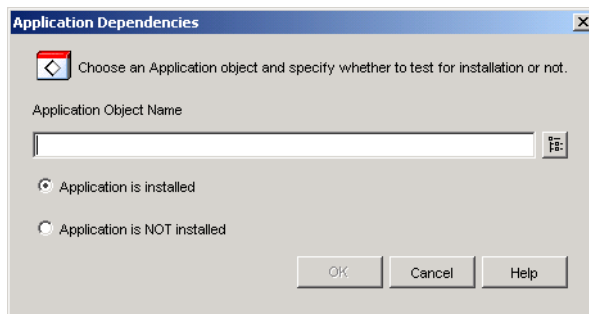 Application Dependencies
Choose an Application object and specify whether to test for installation or not.
Application Object Name
Application is installed
Application is NOT installed
OK Cancel Help